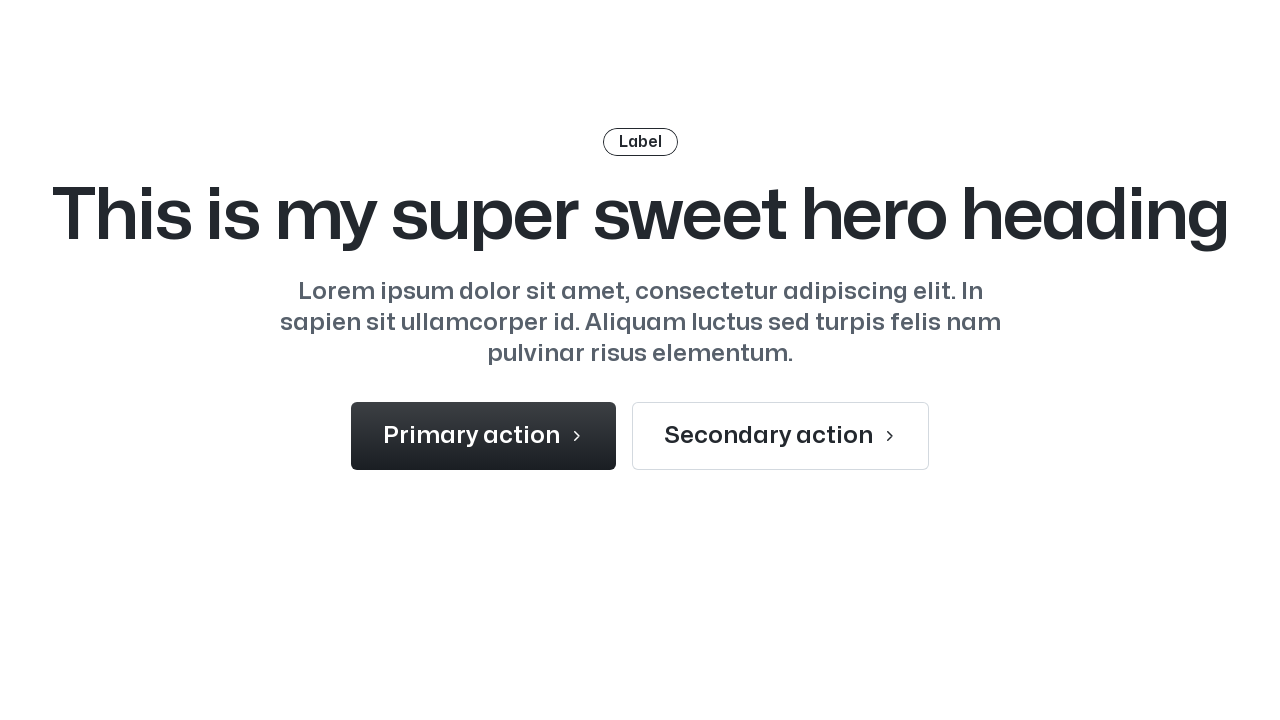 Label
This is my super sweet hero heading
Lorem ipsum dolor sit amet, consectetur adipiscing elit. In
sapien sit ullamcorper id. Aliquam luctus sed turpis felis nam
pulvinar risus elementum.
Primary action
Secondary action